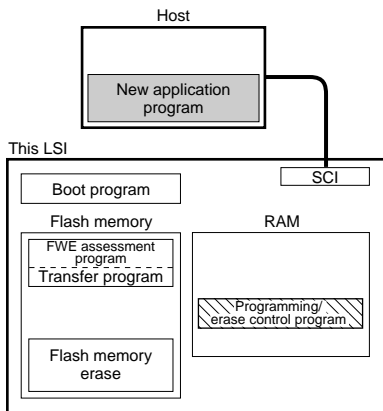 Host
New application
program
This LSI
SCI
Boot program
Flash memory
RAM
FWE assessment
program
Transfer program
Programming/
erase control program
Flash memory
erase